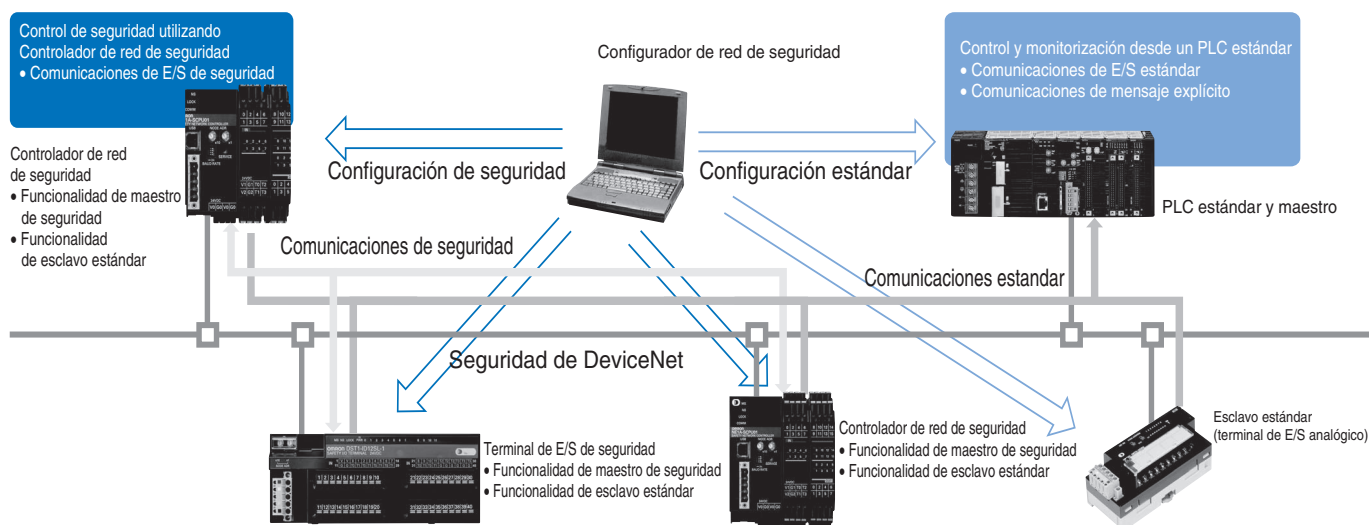 Control de seguridad utilizando
Controlador de red de seguridad
• Comunicaciones de E/S de seguridad
Configurador de red de seguridad
Control y monitorización desde un PLC estándar
• Comunicaciones de E/S estándar
• Comunicaciones de mensaje explícito
Controlador de red
de seguridad
• Funcionalidad de maestro
de seguridad
• Funcionalidad
de esclavo estándar
Configuración de seguridad
Configuración estándar
PLC estándar y maestro
Comunicaciones de seguridad
Comunicaciones estandar
Seguridad de DeviceNet
Terminal de E/S de seguridad
• Funcionalidad de maestro de seguridad
• Funcionalidad de esclavo estándar
Controlador de red de seguridad
• Funcionalidad de maestro de seguridad
• Funcionalidad de esclavo estándar
Esclavo estándar
(terminal de E/S analógico)